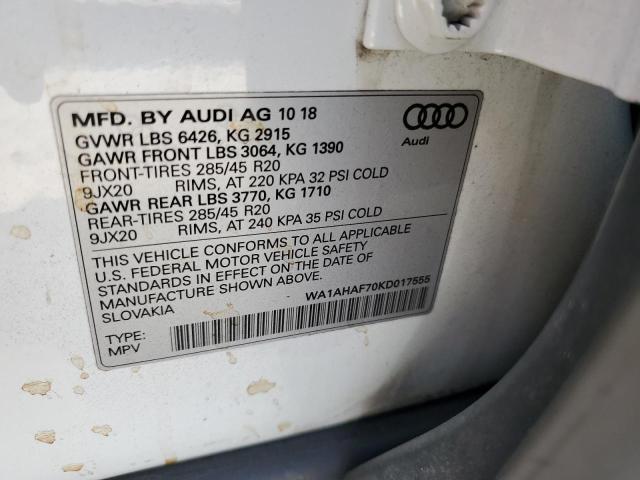 MFD. BY AUDI AG 10 18
GVWR LBS 6426, KG 2915
GAWR FRONT LBS 3064, KG 1390
FRONT-TIRES 285/45 R20
9JX20 RIMS, AT 220 KPA 32 PSI COLD
GAWR REAR LBS 3770, KG 1710
REAR-TIRES 285/45 R20
9JX20 RIMS, AT 240 KPA 35 PSI COLD
Audi
THIS VEHICLE CONFORMS TO ALL APPLICABLE
U.S. FEDERAL MOTOR VEHICLE SAFETY
STANDARDS IN EFFECT ON THE DATE OF
MANUFACTURE SHOWN ABOVE.
SLOVAKIA
WA1AHAF70KD017555
TYPE:
MPV